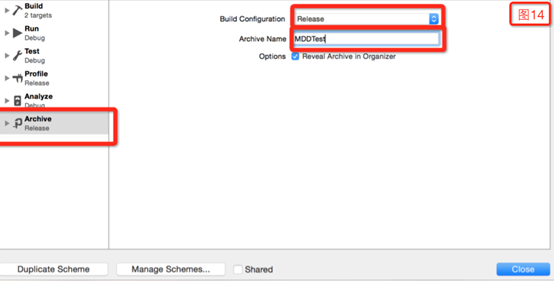 Build
2 targets
Run
Debug
Test
Debug
Profile
Release
Analyze
Debug
Archive
Release
Build Configuration Release
Archive Name MDDTest
Options Reveal Archive in Organizer
图14
Duplicate Scheme Manage Schemes... Shared Close